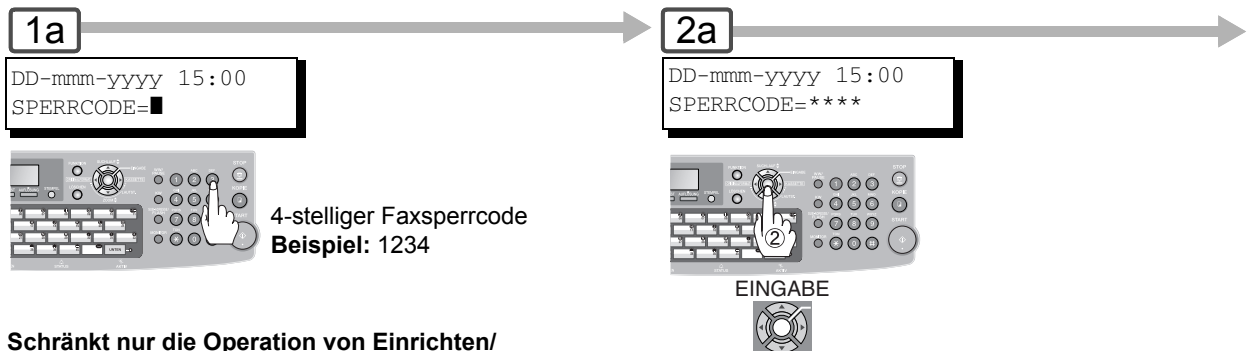 1a
DD-mmm-yyyy 15:00
SPERRCODE=
4-stelliger Faxsperrcode
Beispiel: 1234
Schränkt nur die Operation von Einrichten/
2a
DD-mmm-yyyy 15:00
SPERRCODE=****
STOP
KOPIE
START
②
EINGABE